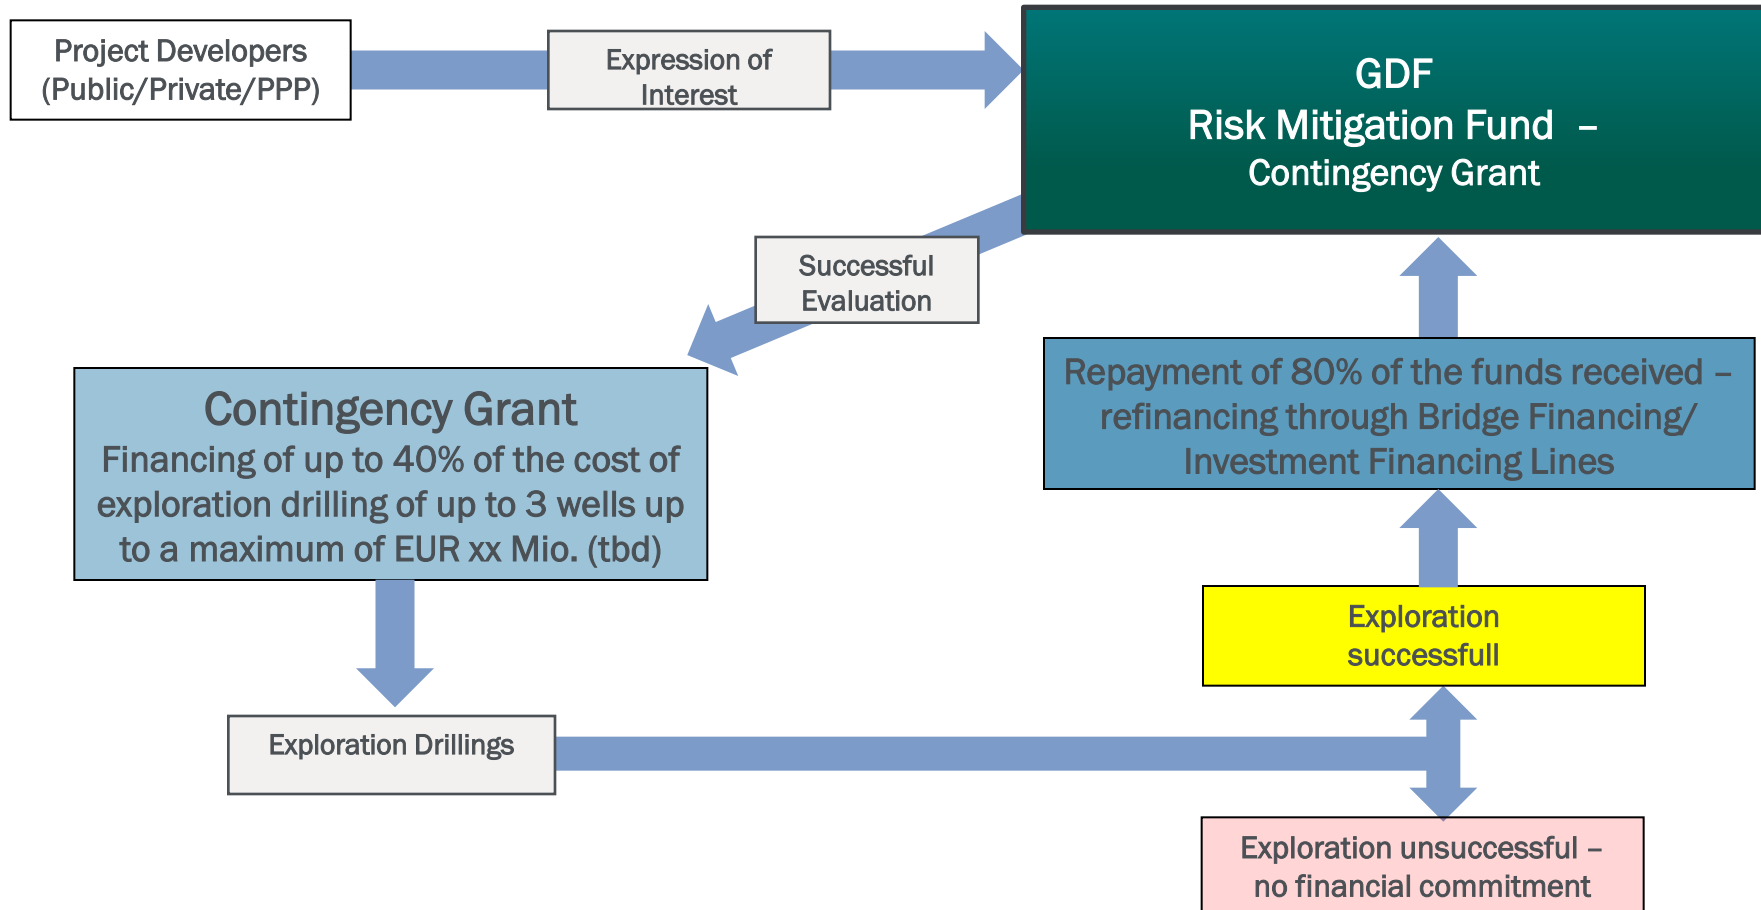 Project Developers
(Public/Private/PPP)
Expression of
Interest
GDF
Risk Mitigation Fund –
Contingency Grant
Successful
Evaluation
Contingency Grant
Financing of up to 40% of the cost of
exploration drilling of up to 3 wells up
to a maximum of EUR xx Mio. (tbd)
Repayment of 80% of the funds received –
refinancing through Bridge Financing/
Investment Financing Lines
Exploration
successfull
Exploration Drillings
Exploration unsuccessful –
no financial commitment